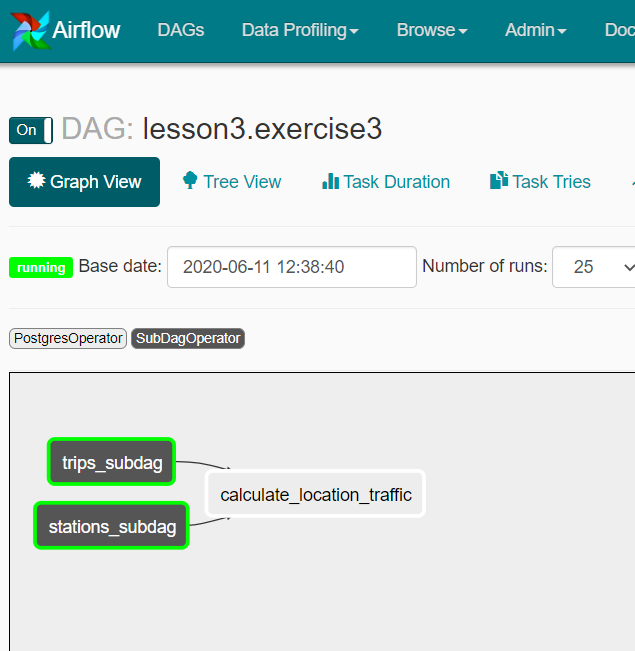 Airflow DAGs Data Profiling Browse Admin Doc
On DAG: lesson3.exercise3
Graph View Tree View Task Duration Task Tries
running Base date: 2020-06-11 12:38:40 Number of runs: 25
PostgresOperator SubDagOperator
trips_subdag
calculate_location_traffic
stations_subdag